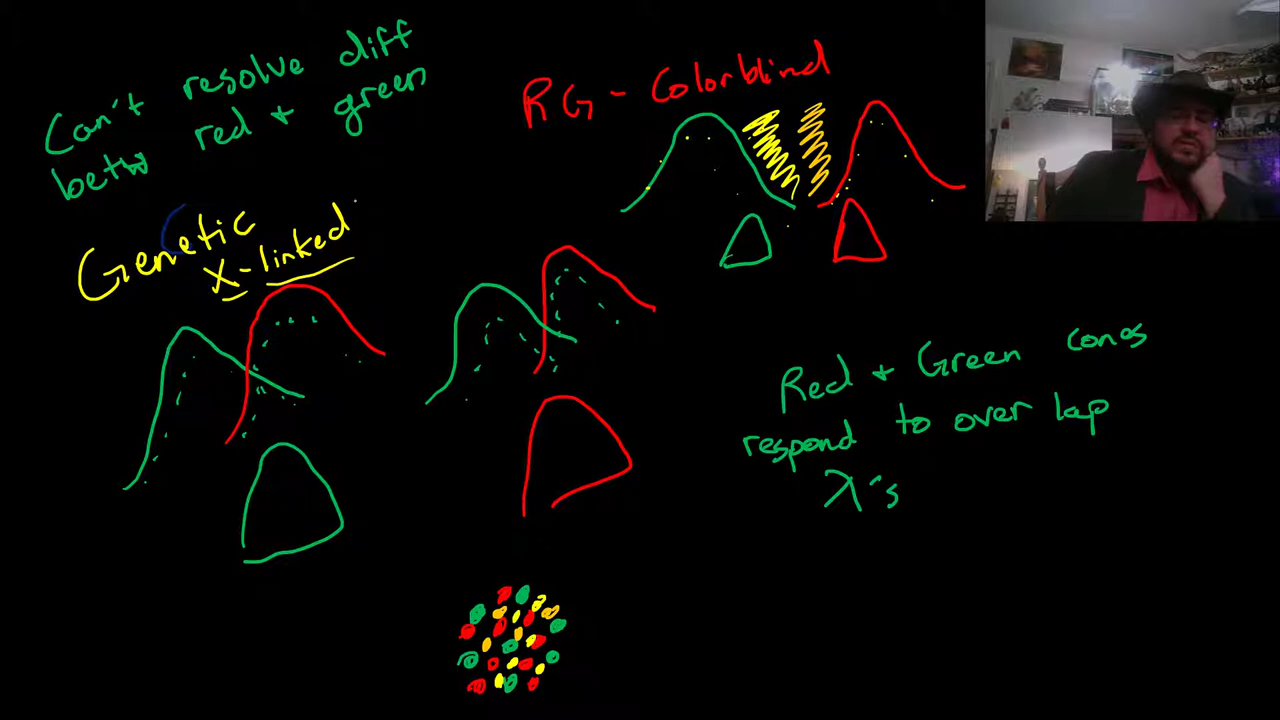 Can't resolve diff
betw red + green
RG - Colorblind
Genetic
X-linked
Red + Green cones
respond to over lap
λ's